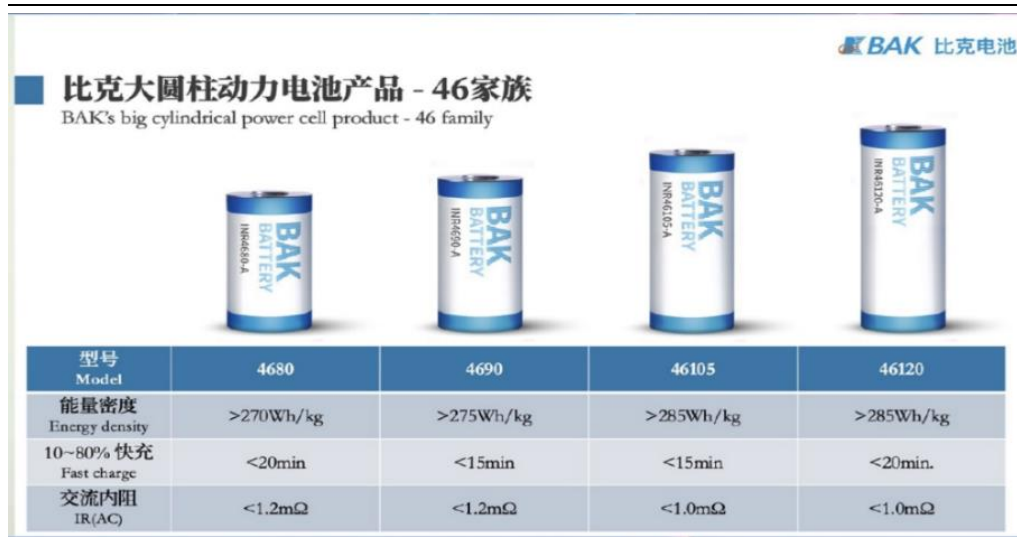 BAK 比克电池
比克大圆柱动力电池产品 - 46家族
BAK's big cylindrical power cell product - 46 family
BAK
BATTERY
INR4680-A
BAK
BATTERY
INR4690-A
BAK
BATTERY
INR46105-A
BAK
BATTERY
INR46120-A
型号 4680 4690 46105 46120
Model
能量密度 >270Wh/kg >275Wh/kg >285Wh/kg >285Wh/kg
Energy density
10~80% 快充 <20min <15min <15min <20min.
Fast charge
交流内阻 <1.2mΩ <1.2mΩ <1.0mΩ <1.0mΩ
IR(AC)